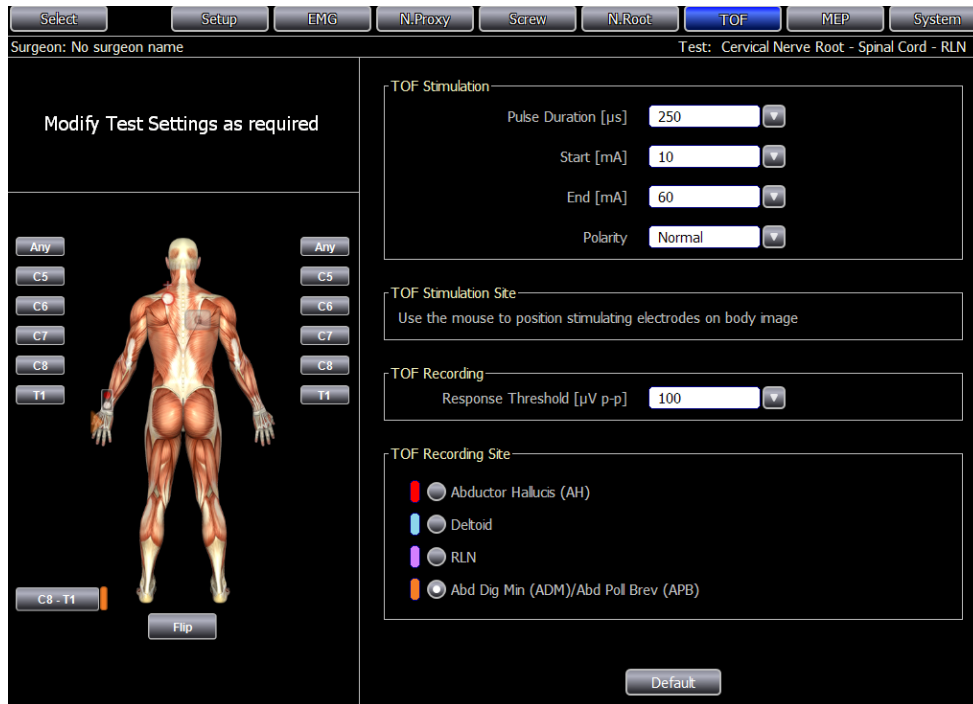 Select Setup EMG N.Proxy Screw N.Root TOF MEP System
Surgeon: No surgeon name Test: Cervical Nerve Root - Spinal Cord - RLN
Modify Test Settings as required
Any Any
C5 C5
C6 C6
C7 C7
C8 C8
T1 T1
G
C8 - T1
Flip
TOF Stimulation
Pulse Duration [µs] 250
Start [mA] 10
End [mA] 60
Polarity Normal
TOF Stimulation Site
Use the mouse to position stimulating electrodes on body image
TOF Recording
Response Threshold [µV p-p] 100
TOF Recording Site
Abductor Hallucis (AH)
Deltoid
RLN
Abd Dig Min (ADM)/Abd Poll Brev (APB)
Default